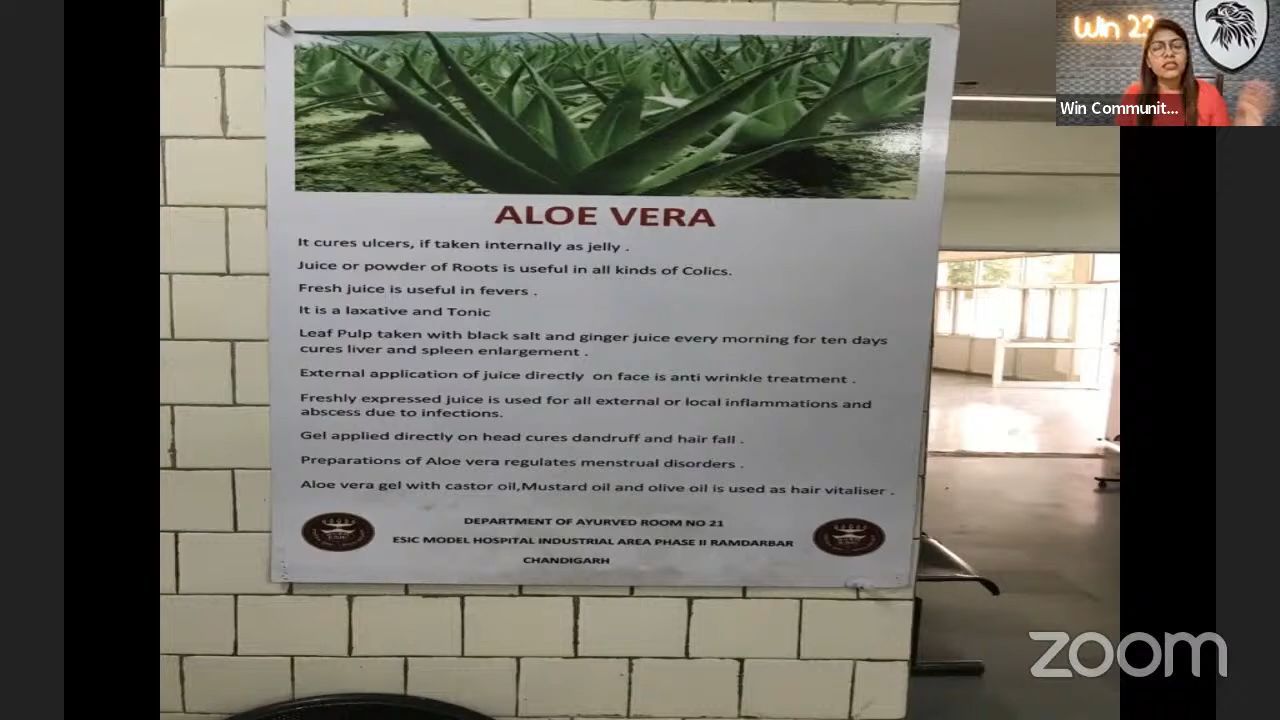 Win 23
Win Communit...
ALOE VERA
It cures ulcers, if taken internally as jelly .
Juice or powder of Roots is useful in all kinds of Colics.
Fresh juice is useful in fevers .
It is a laxative and Tonic
Leaf Pulp taken with black salt and ginger juice every morning for ten days
cures liver and spleen enlargement .
External application of juice directly on face is anti wrinkle treatment .
Freshly expressed juice is used for all external or local inflammations and
abscess due to infections.
Gel applied directly on head cures dandruff and hair fall .
Preparations of Aloe vera regulates menstrual disorders .
Aloe vera gel with castor oil,Mustard oil and olive oil is used as hair vitaliser .
DEPARTMENT OF AYURVED ROOM NO 21
ESIC MODEL HOSPITAL INDUSTRIAL AREA PHASE II RAMDARBAR
CHANDIGARH
ESIC
ESIC
zoom